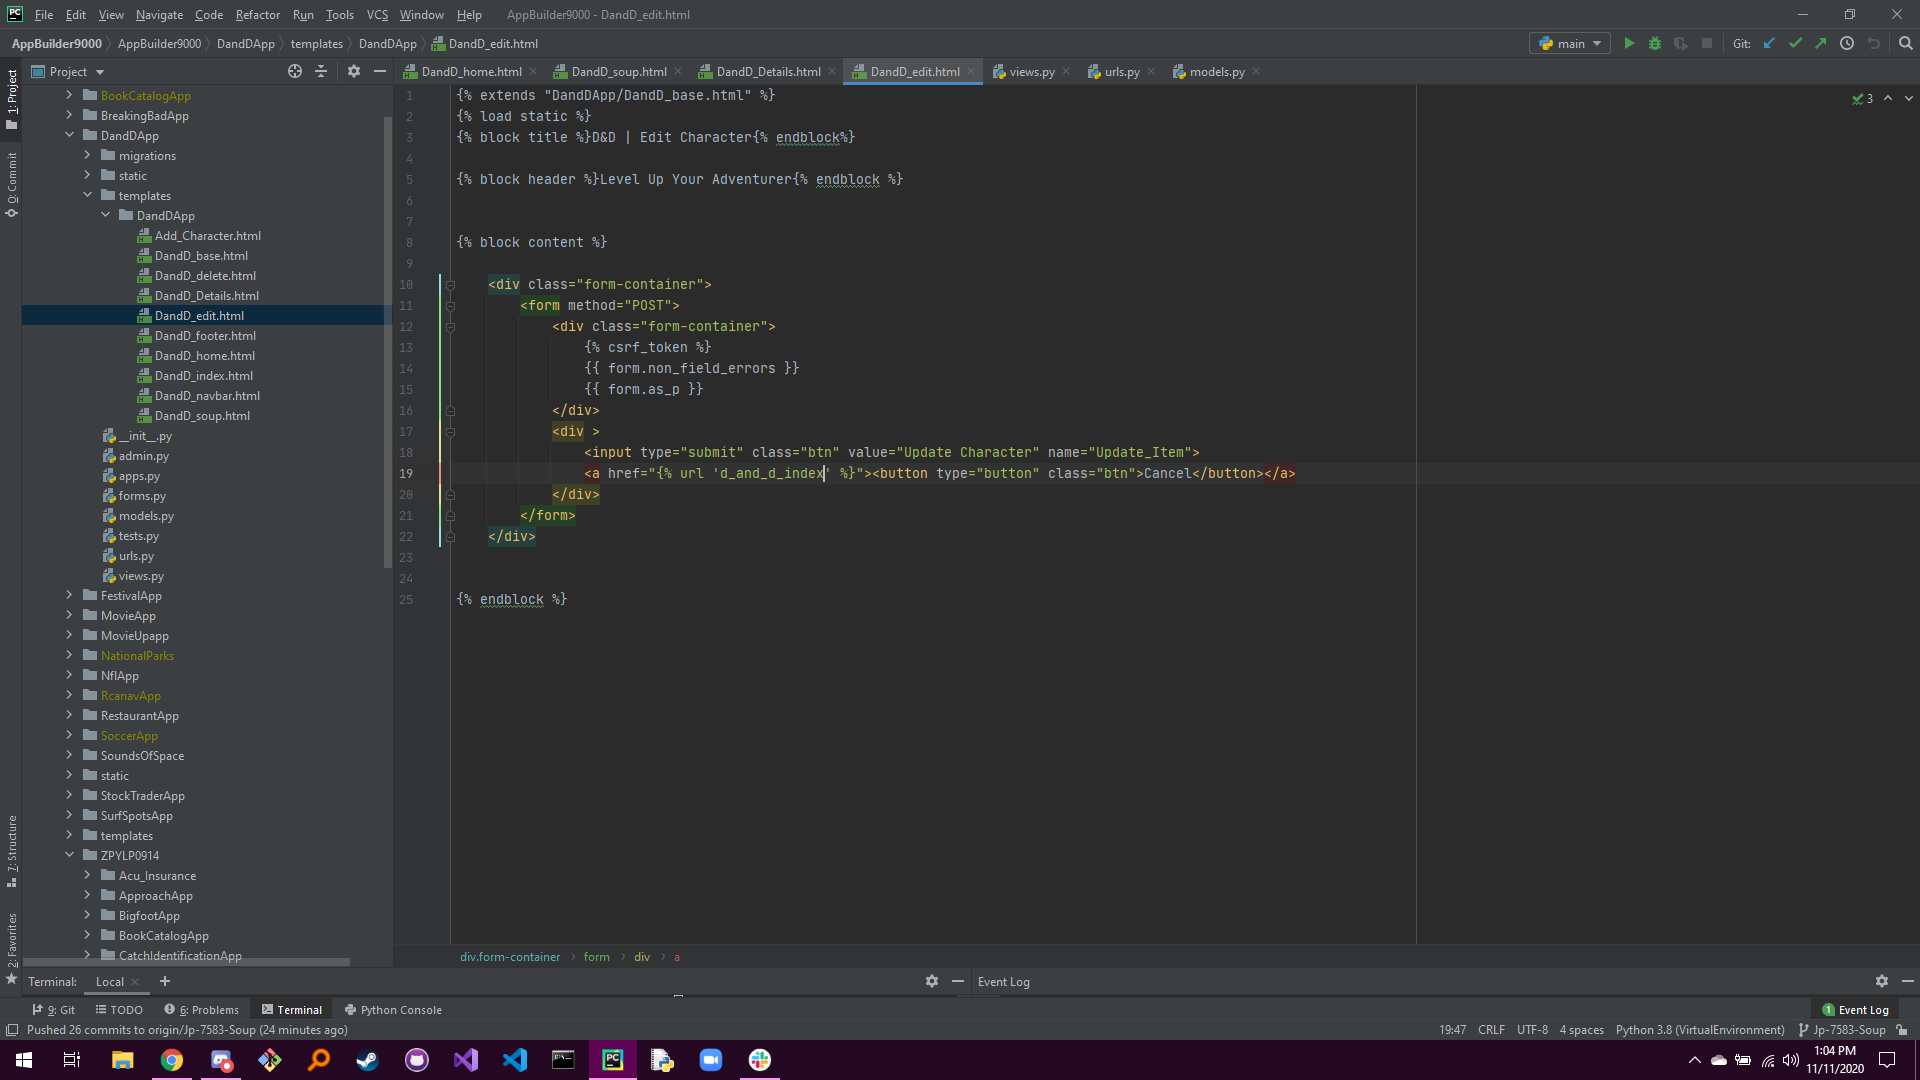 PC File Edit View Navigate Code Refactor Run Tools VCS Window Help AppBuilder9000 - DandD_edit.html
AppBuilder9000 DandDApp templates DandDApp DandD_edit.html main Git:
AppBuilder9000
Project
DandD_home.html DandD_soup.html DandD_Details.html DandD_edit.html views.py urls.py models.py
1: Project
0: Commit
7: Structure
2: Favorites
BookCatalogApp
BreakingBadApp
DandDApp
migrations
static
templates
DandDApp
Add_Character.html
DandD_base.html
DandD_delete.html
DandD_Details.html
DandD_edit.html
DandD_footer.html
DandD_home.html
DandD_index.html
DandD_navbar.html
DandD_soup.html
__init__.py
admin.py
apps.py
forms.py
models.py
tests.py
urls.py
views.py
FestivalApp
MovieApp
MovieUpapp
NationalParks
NflApp
RcanavApp
RestaurantApp
SoccerApp
SoundsOfSpace
static
StockTraderApp
SurfSpotsApp
templates
ZPYLP0914
Acu_Insurance
ApproachApp
BigfootApp
BookCatalogApp
CatchIdentificationApp
3
1 {% extends "DandDApp/DandD_base.html" %}
2 {% load static %}
3 {% block title %}D&D | Edit Character{% endblock%}
4
5 {% block header %}Level Up Your Adventurer{% endblock %}
6
7
8 {% block content %}
9
10 <div class="form-container">
11 <form method="POST">
12 <div class="form-container">
13 {% csrf_token %}
14 {{ form.non_field_errors }}
15 {{ form.as_p }}
16 </div>
17 <div >
18 <input type="submit" class="btn" value="Update Character" name="Update_Item">
19 <a href="{% url 'd_and_d_index' %}"><button type="button" class="btn">Cancel</button></a>
20 </div>
21 </form>
22 </div>
23
24
25 {% endblock %}
div.form-container form div a
Terminal: Local + Event Log
9: Git TODO 6: Problems Terminal Python Console 1 Event Log
Pushed 26 commits to origin/Jp-7583-Soup (24 minutes ago) 19:47 CRLF UTF-8 4 spaces Python 3.8 (VirtualEnvironment) Jp-7583-Soup
PC
1:04 PM
11/11/2020